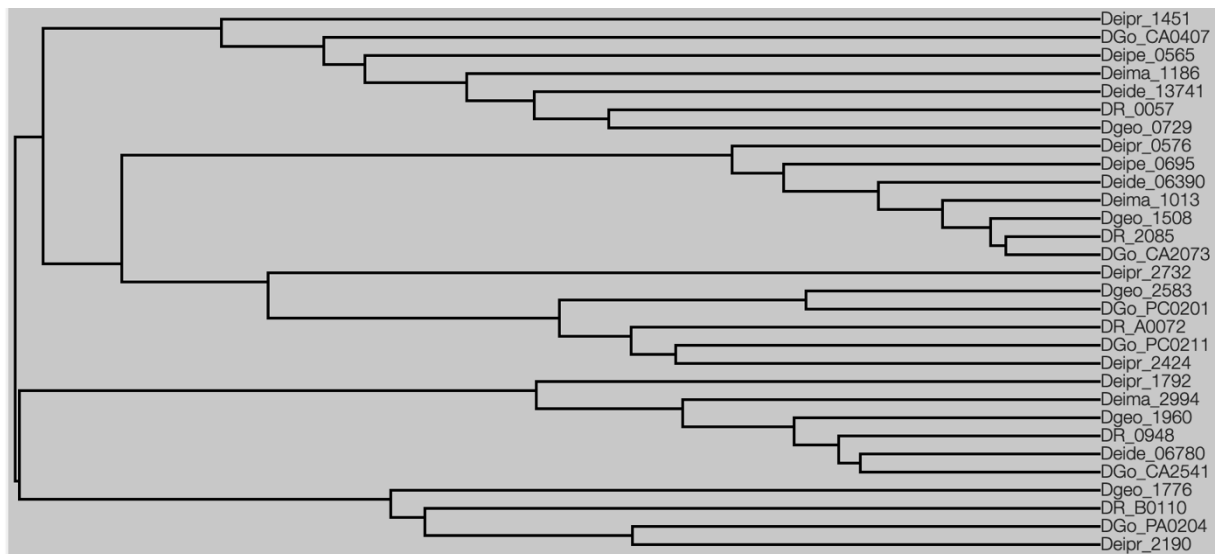 Deipr_1451
DGo_CA0407
Deipe_0565
Deima_1186
Deide_13741
DR_0057
Dgeo_0729
Deipr_0576
Deipe_0695
Deide_06390
Deima_1013
Dgeo_1508
DR_2085
DGo_CA2073
Deipr_2732
Dgeo_2583
DGo_PC0201
DR_A0072
DGo_PC0211
Deipr_2424
Deipr_1792
Deima_2994
Dgeo_1960
DR_0948
Deide_06780
DGo_CA2541
Dgeo_1776
DR_B0110
DGo_PA0204
Deipr_2190